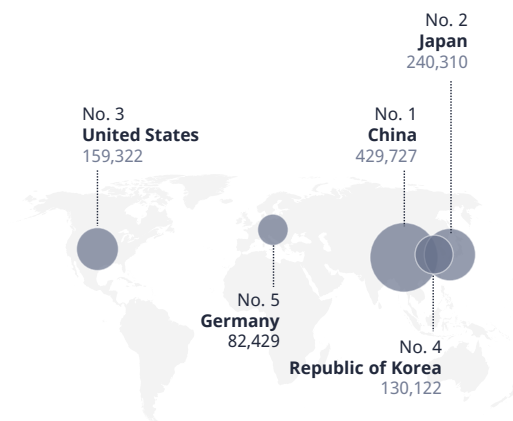 No. 2
Japan
240,310
No. 3
United States
159,322
No. 1
China
429,727
No. 5
Germany
82,429
No. 4
Republic of Korea
130,122